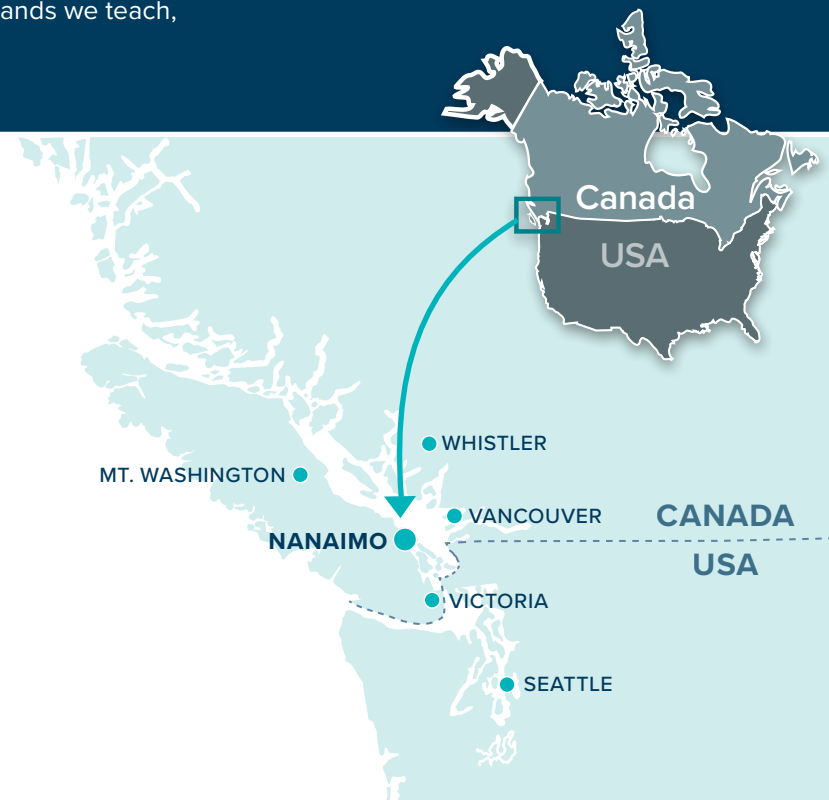 ands we teach,
Canada
USA
WHISTLER
MT. WASHINGTON
VANCOUVER
CANADA
NANAIMO
USA
VICTORIA
SEATTLE